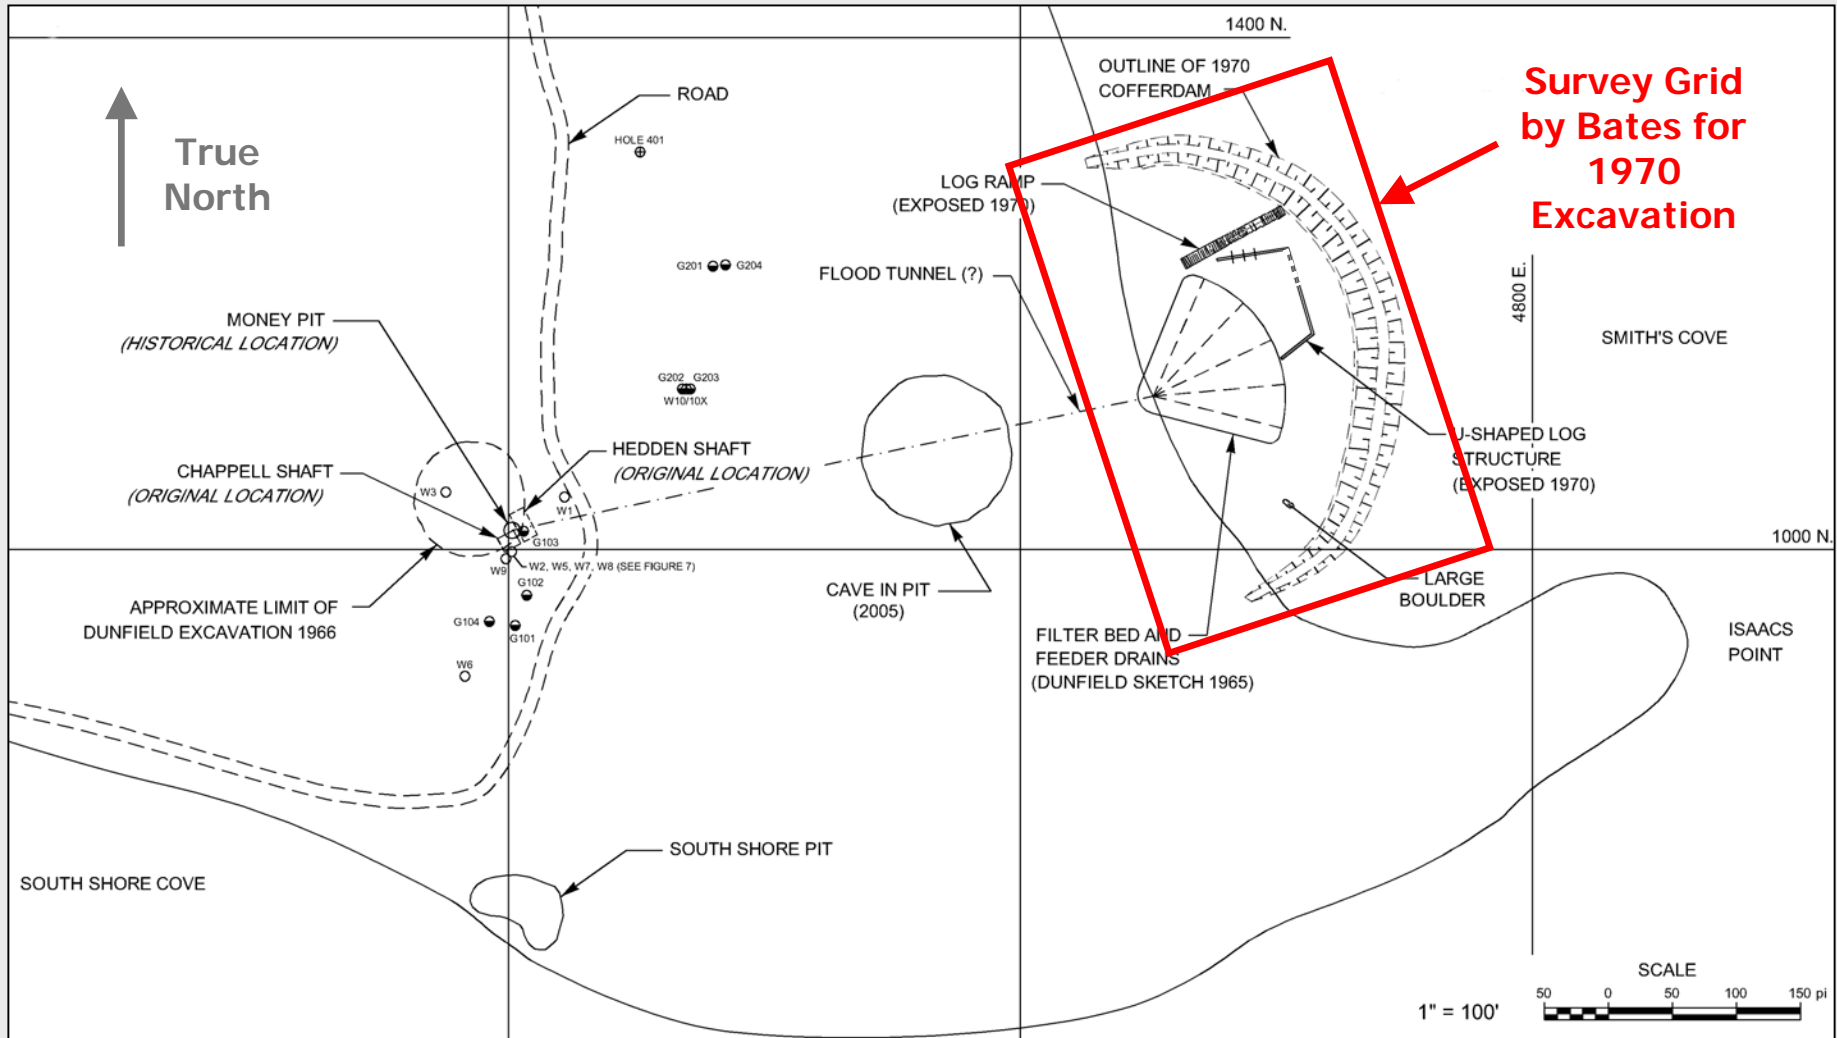 1400 N.
OUTLINE OF 1970
COFFERDAM
Survey Grid
by Bates for
1970
Excavation
ROAD
True
North
HOLE 401
LOG RAMP
(EXPOSED 1970)
G201
G204
FLOOD TUNNEL (?)
4800 E.
MONEY PIT
(HISTORICAL LOCATION)
SMITH'S COVE
G202
G203
W10/10X
HEDDEN SHAFT
(ORIGINAL LOCATION)
U-SHAPED LOG
STRUCTURE
(EXPOSED 1970)
CHAPPELL SHAFT
(ORIGINAL LOCATION)
W3
W1
G103
1000 N.
W9
W2, W5, W7, W8 (SEE FIGURE 7)
G102
CAVE IN PIT
(2005)
LARGE
BOULDER
APPROXIMATE LIMIT OF
DUNFIELD EXCAVATION 1966
G104
G101
FILTER BED AND
FEEDER DRAINS
(DUNFIELD SKETCH 1965)
ISAACS
POINT
W6
SOUTH SHORE PIT
SOUTH SHORE COVE
SCALE
50 0 50 100 150 pi
1" = 100'